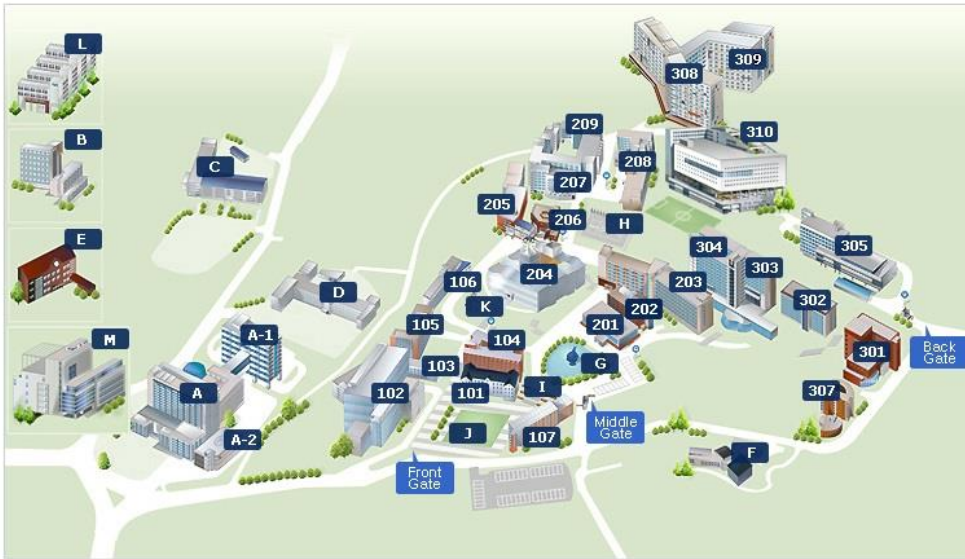 L
B
E
M
C
D
A-1
A
A-2
308
309
310
209
208
207
205
206
H
204
106
K
105
104
103
102
101
I
J
107
G
201
202
203
304
303
302
305
301
307
F
Front
Gate
Middle
Gate
Back
Gate